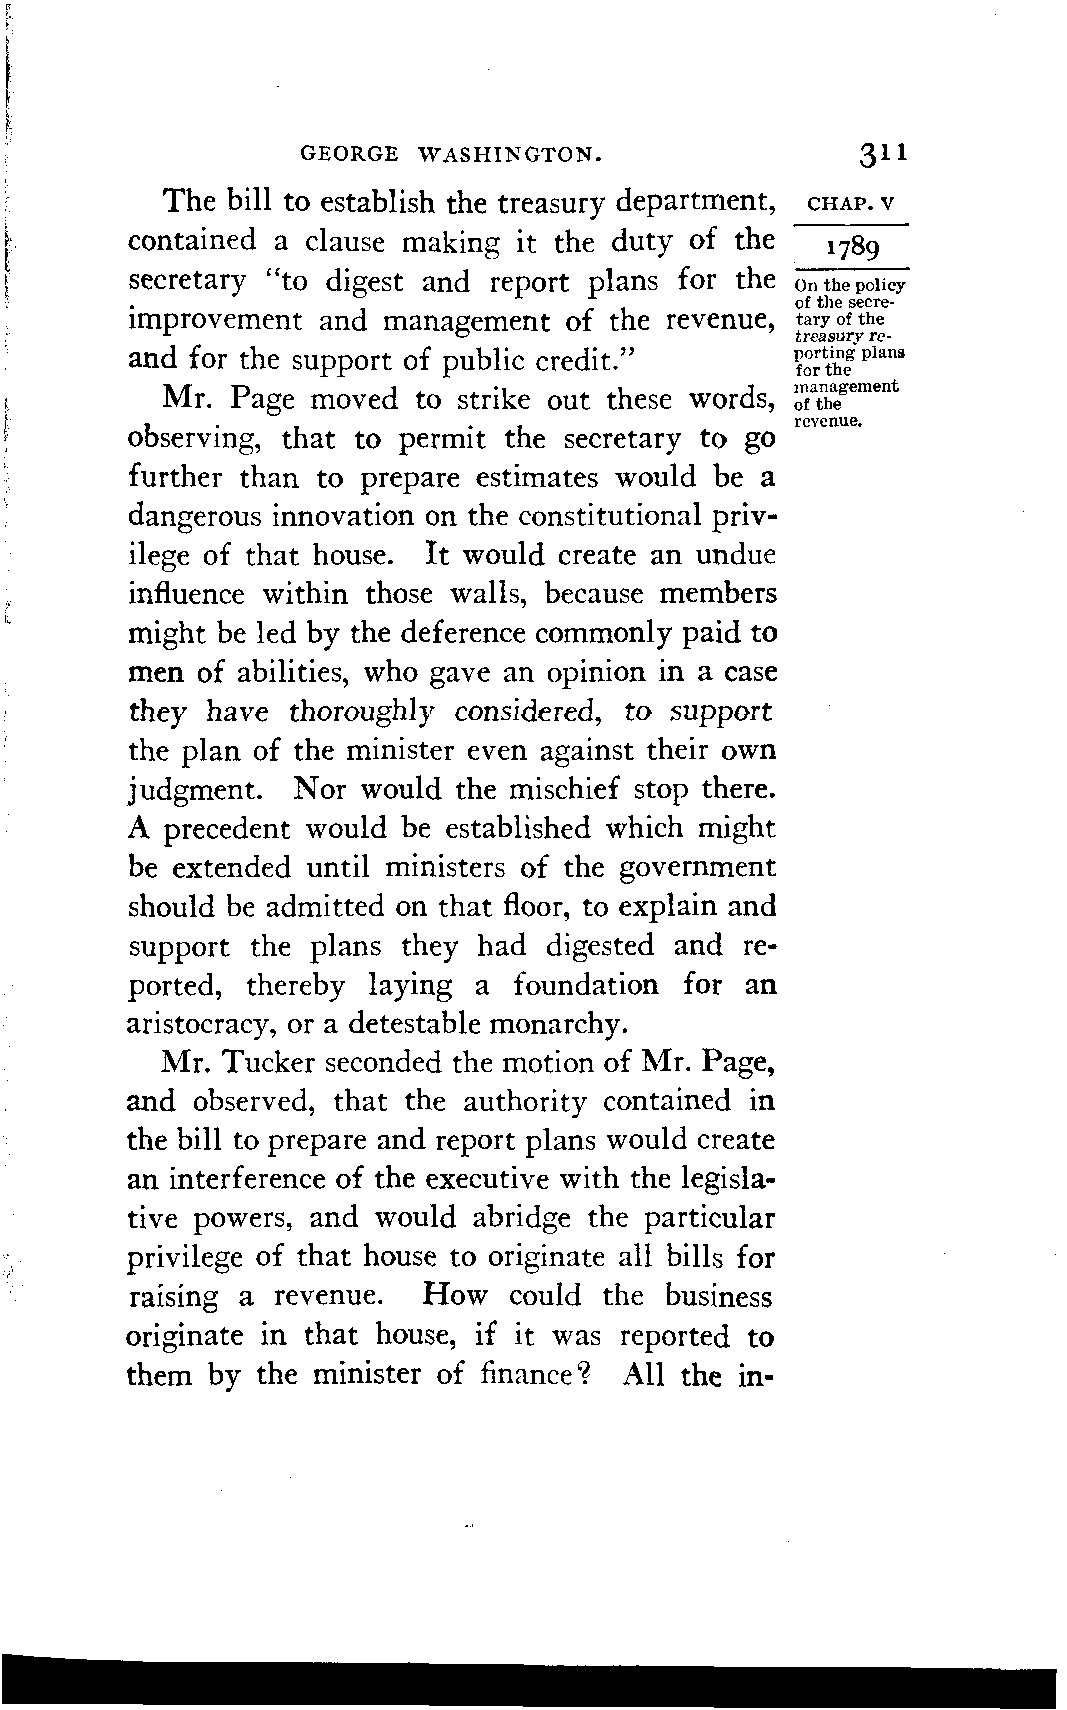 GEORGE WASHINGTON. 311
The bill to establish the treasury department,
contained a clause making it the duty of the
secretary "to digest and report plans for the
improvement and management of the revenue,
and for the support of public credit."
Mr. Page moved to strike out these words,
observing, that to permit the secretary to go
further than to prepare estimates would be a
dangerous innovation on the constitutional priv-
ilege of that house. It would create an undue
influence within those walls, because members
might be led by the deference commonly paid to
men of abilities, who gave an opinion in a case
they have thoroughly considered, to support
the plan of the minister even against their own
judgment. Nor would the mischief stop there.
A precedent would be established which might
be extended until ministers of the government
should be admitted on that floor, to explain and
support the plans they had digested and re-
ported, thereby laying a foundation for an
aristocracy, or a detestable monarchy.
Mr. Tucker seconded the motion of Mr. Page,
and observed, that the authority contained in
the bill to prepare and report plans would create
an interference of the executive with the legisla-
tive powers, and would abridge the particular
privilege of that house to originate all bills for
raising a revenue. How could the business
originate in that house, if it was reported to
them by the minister of finance? All the in-
CHAP. V
1789
On the policy
of the secre-
tary of the
treasury re-
porting plans
for the
management
of the
revenue.